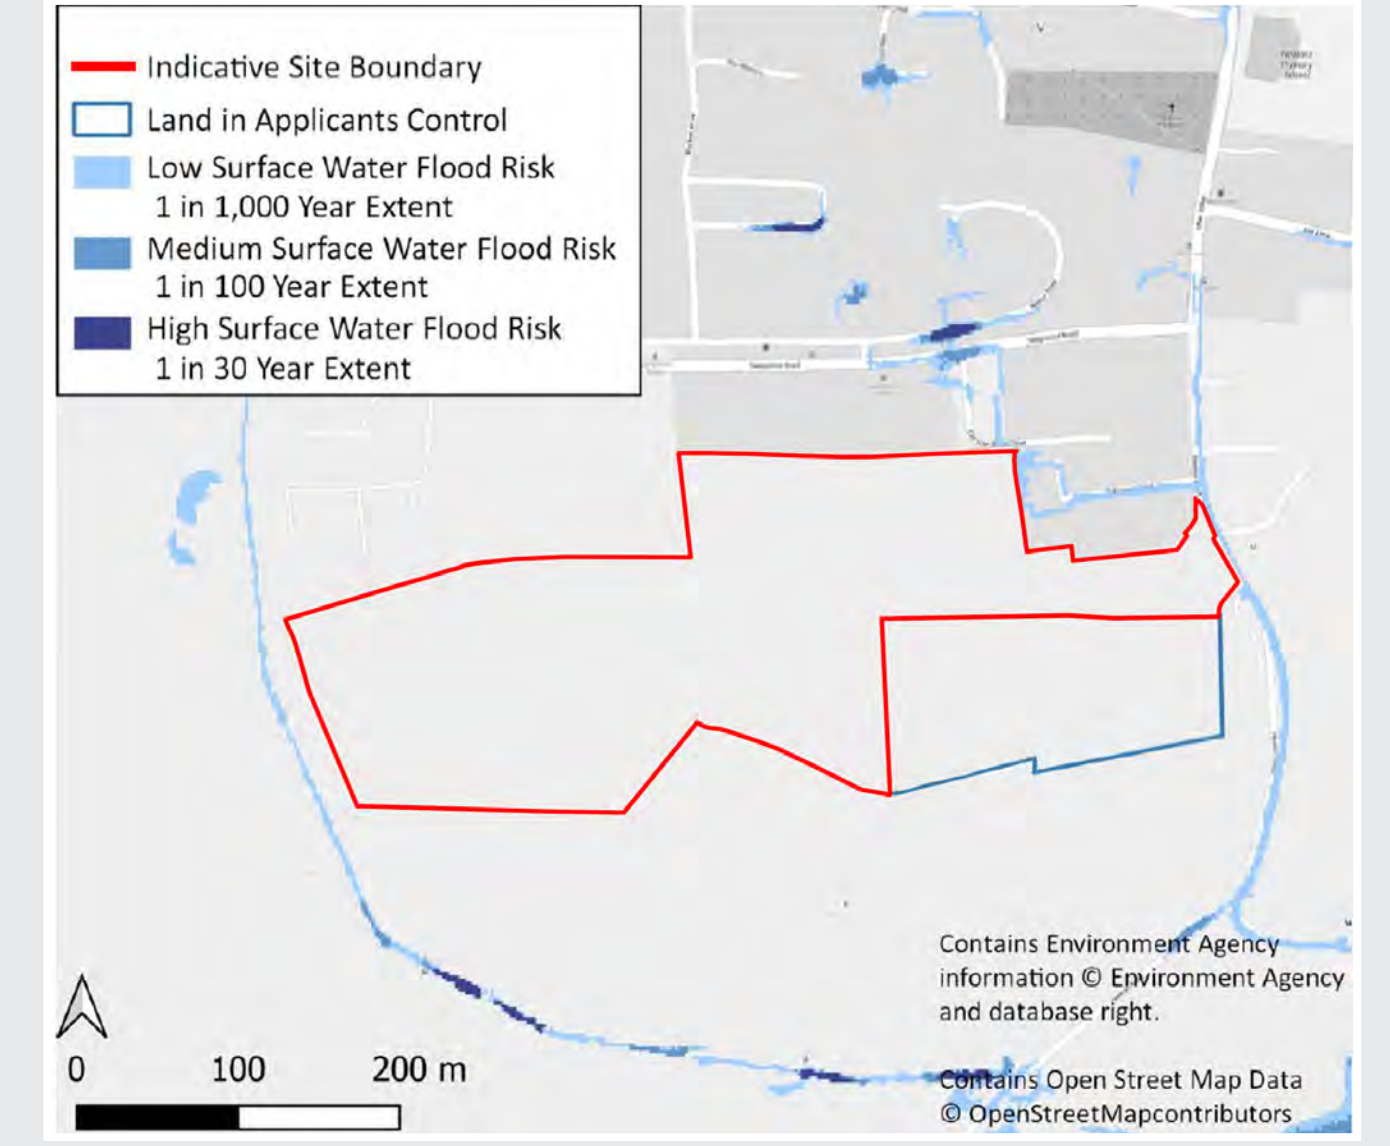 Indicative Site Boundary
Land in Applicants Control
Low Surface Water Flood Risk
1 in 1,000 Year Extent
Medium Surface Water Flood Risk
1 in 100 Year Extent
High Surface Water Flood Risk
1 in 30 Year Extent
0 100 200 m
Contains Environment Agency
information © Environment Agency
and database right.
Contains Open Street Map Data
© OpenStreetMapcontributors